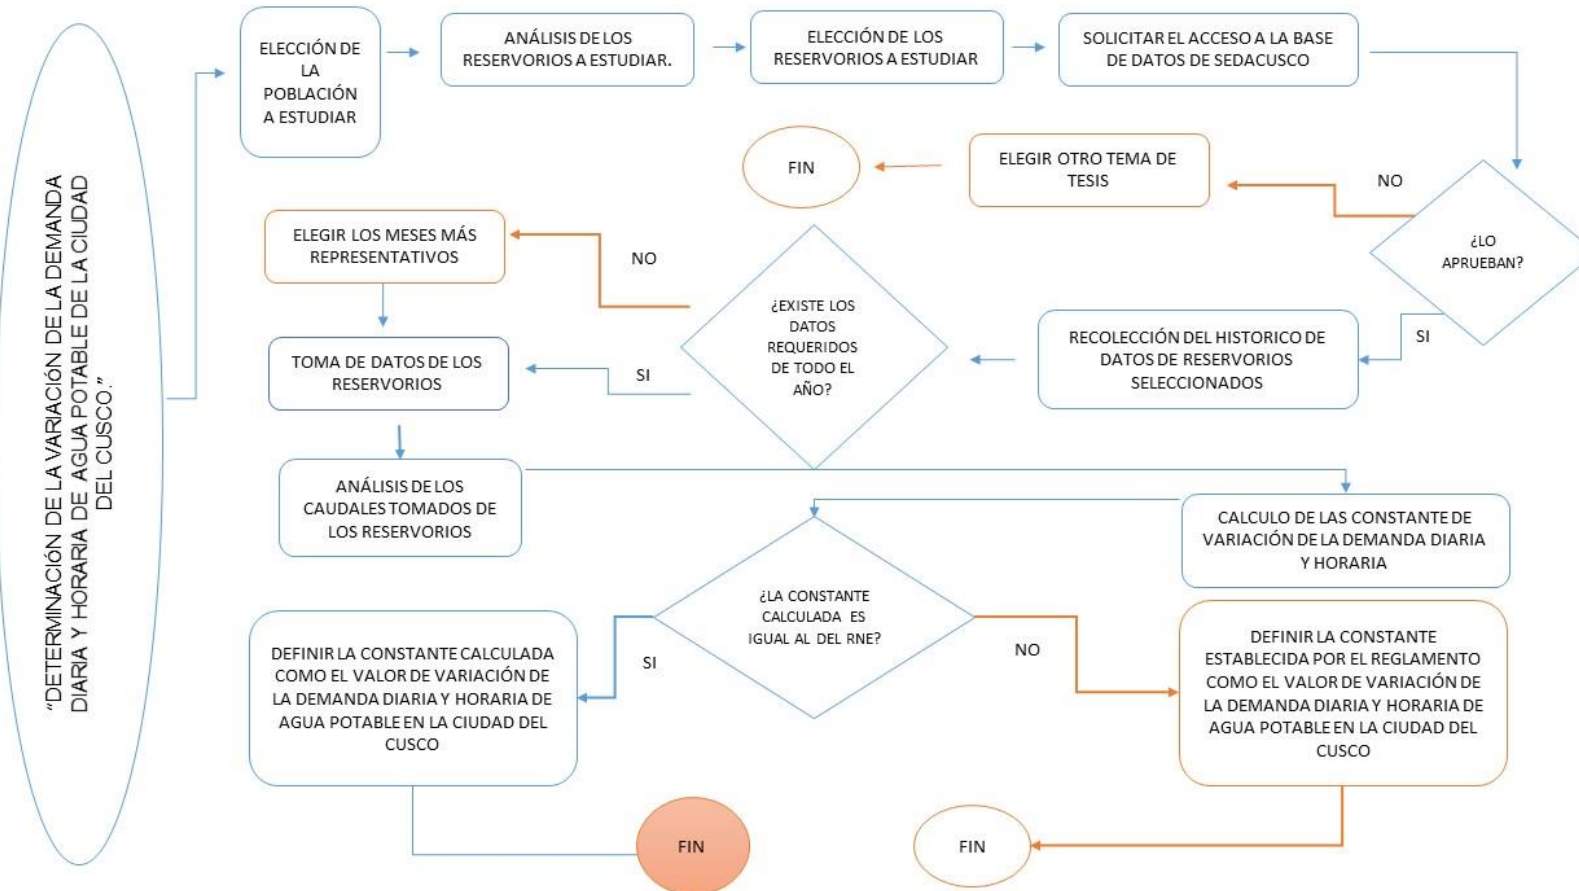 “DETERMINACIÓN DE LA VARIACIÓN DE LA DEMANDA
DIARIA Y HORARIA DE AGUA POTABLE DE LA CIUDAD
DEL CUSCO.”
ELECCIÓN DE
LA
POBLACIÓN
A ESTUDIAR
ANÁLISIS DE LOS
RESERVORIOS A ESTUDIAR.
ELECCIÓN DE LOS
RESERVORIOS A ESTUDIAR
SOLICITAR EL ACCESO A LA BASE
DE DATOS DE SEDACUSCO
¿LO
APRUEBAN?
NO
ELEGIR OTRO TEMA DE
TESIS
FIN
SI
RECOLECCIÓN DEL HISTORICO DE
DATOS DE RESERVORIOS
SELECCIONADOS
¿EXISTE LOS
DATOS
REQUERIDOS
DE TODO EL
AÑO?
NO
ELEGIR LOS MESES MÁS
REPRESENTATIVOS
SI
TOMA DE DATOS DE LOS
RESERVORIOS
ANÁLISIS DE LOS
CAUDALES TOMADOS DE
LOS RESERVORIOS
CALCULO DE LAS CONSTANTE DE
VARIACIÓN DE LA DEMANDA DIARIA
Y HORARIA
¿LA CONSTANTE
CALCULADA ES
IGUAL AL DEL RNE?
SI
DEFINIR LA CONSTANTE CALCULADA
COMO EL VALOR DE VARIACIÓN DE
LA DEMANDA DIARIA Y HORARIA DE
AGUA POTABLE EN LA CIUDAD DEL
CUSCO
FIN
NO
DEFINIR LA CONSTANTE
ESTABLECIDA POR EL REGLAMENTO
COMO EL VALOR DE VARIACIÓN DE
LA DEMANDA DIARIA Y HORARIA DE
AGUA POTABLE EN LA CIUDAD DEL
CUSCO
FIN